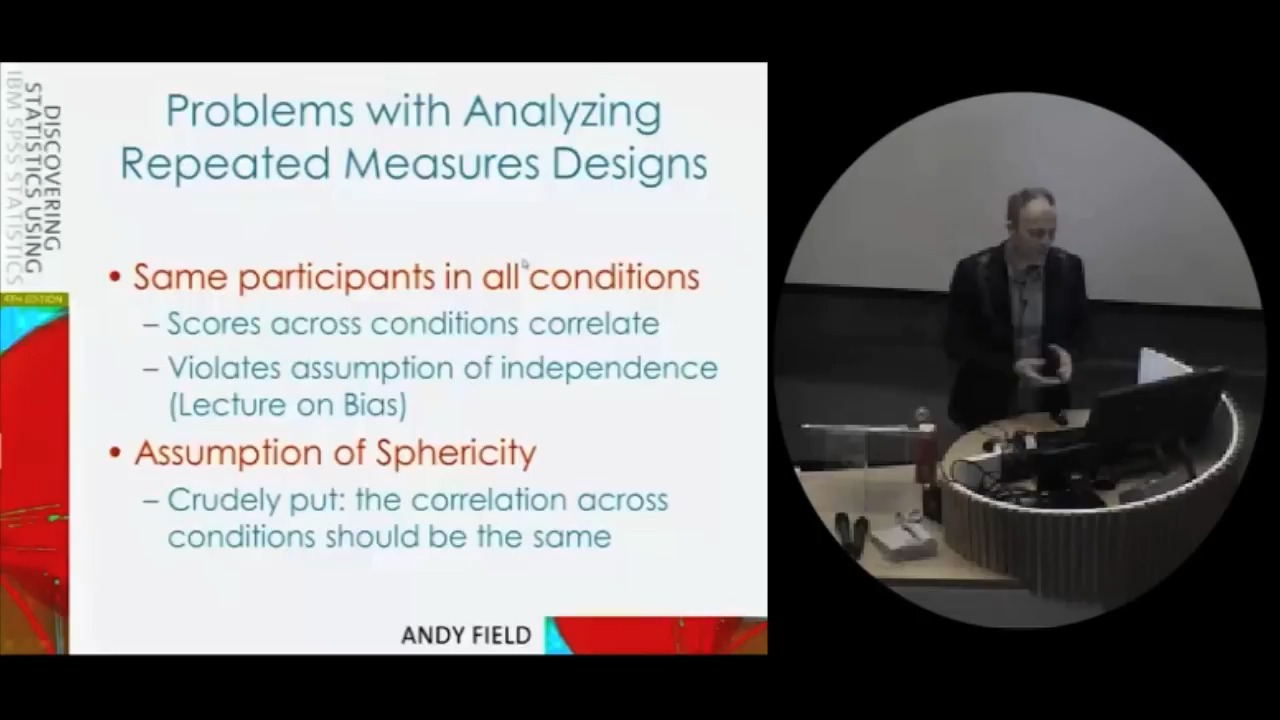 DISCOVERING
STATISTICS USING
IBM SPSS STATISTICS
4TH EDITION
Problems with Analyzing
Repeated Measures Designs
• Same participants in all conditions
– Scores across conditions correlate
– Violates assumption of independence
(Lecture on Bias)
• Assumption of Sphericity
– Crudely put: the correlation across
conditions should be the same
ANDY FIELD